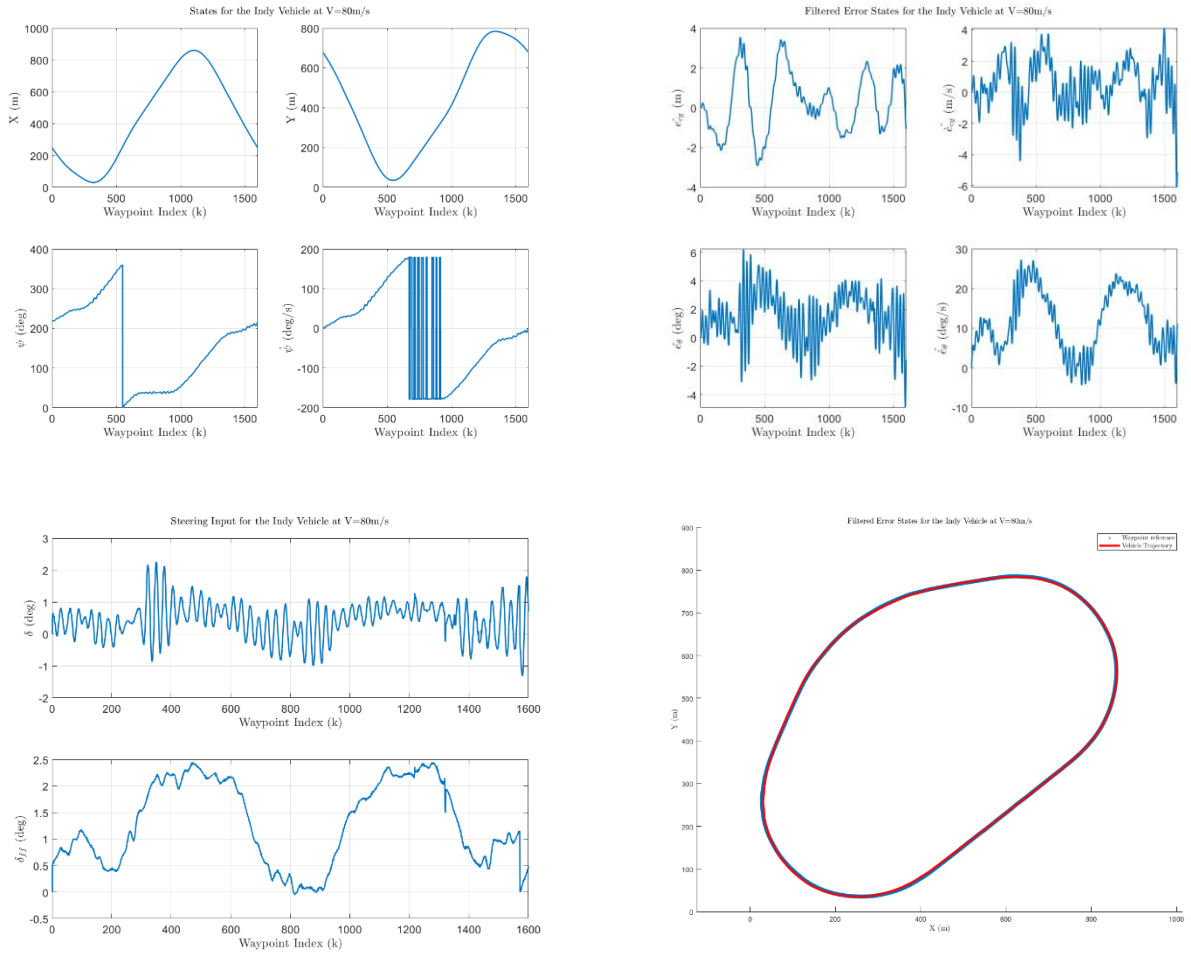 States for the Indy Vehicle at V=80m/s
1000
800
600
400
200
0
X (m)
0 500 1000 1500
Waypoint Index (k)
800
600
400
200
0
Y (m)
0 500 1000 1500
Waypoint Index (k)
400
300
200
100
0
ψ (deg)
0 500 1000 1500
Waypoint Index (k)
200
100
0
-100
-200
ψ̇ (deg/s)
0 500 1000 1500
Waypoint Index (k)
Filtered Error States for the Indy Vehicle at V=80m/s
4
2
0
-2
-4
e_cg^ (m)
0 500 1000 1500
Waypoint Index (k)
4
2
0
-2
-4
-6
ė_cg^ (m/s)
0 500 1000 1500
Waypoint Index (k)
6
4
2
0
-2
-4
e_θ^ (deg)
0 500 1000 1500
Waypoint Index (k)
30
20
10
0
-10
ė_θ^ (deg)
0 500 1000 1500
Waypoint Index (k)
Steering Input for the Indy Vehicle at V=80m/s
3
2
1
0
-1
-2
δ (deg)
0 200 400 600 800 1000 1200 1400 1600
Waypoint Index (k)
2.5
2
1.5
1
0.5
0
-0.5
δ_ff (deg)
0 200 400 600 800 1000 1200 1400 1600
Waypoint Index (k)
Filtered Error States for the Indy Vehicle at V=80m/s
Waypoint reference
Vehicle Trajectory
900
800
700
600
500
400
300
200
100
0
Y (m)
0 200 400 600 800 1000
X (m)